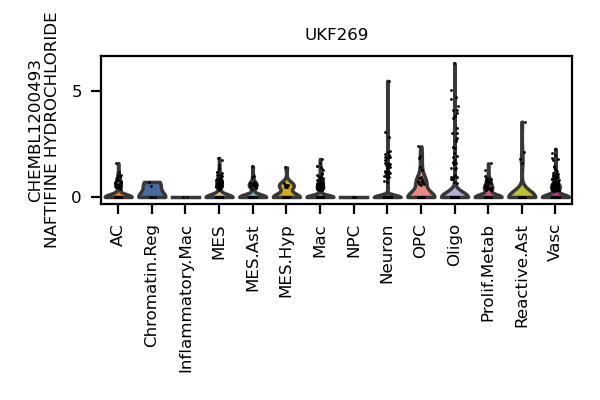 UKF269
CHEMBL1200493
NAFTIFINE HYDROCHLORIDE
5
0
AC
Chromatin.Reg
Inflammatory.Mac
MES
MES.Ast
MES.Hyp
Mac
NPC
Neuron
OPC
Oligo
Prolif.Metab
Reactive.Ast
Vasc